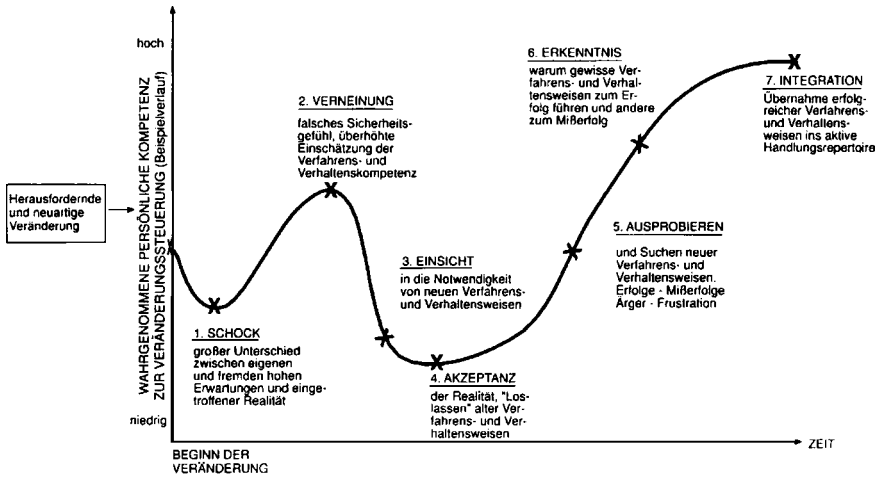 hoch
WAHRGENOMMENE PERSÖNLICHE KOMPETENZ
ZUR VERÄNDERUNGSSTEUERUNG (Beispielverlauf)
niedrig
Herausfordernde
und neuartige
Veränderung
1. SCHOCK
großer Unterschied
zwischen eigenen
und fremden hohen
Erwartungen und einge-
troffener Realität
2. VERNEINUNG
falsches Sicherheits-
gefühl, überhöhte
Einschätzung der
Verfahrens- und
Verhaltenskompetenz
3. EINSICHT
in die Notwendigkeit
von neuen Verfahrens-
und Verhaltensweisen
4. AKZEPTANZ
der Realität, "Los-
lassen" alter Ver-
fahrens- und Ver-
haltensweisen
5. AUSPROBIEREN
und Suchen neuer
Verfahrens- und
Verhaltensweisen.
Erfolge - Mißerfolge
Ärger - Frustration
6. ERKENNTNIS
warum gewisse Ver-
fahrens- und Verhal-
tensweisen zum Er-
folg führen und andere
zum Mißerfolg
7. INTEGRATION
Übernahme erfolg-
reicher Verfahrens-
und Verhaltens-
weisen ins aktive
Handlungsrepertoire
BEGINN DER
VERÄNDERUNG
ZEIT